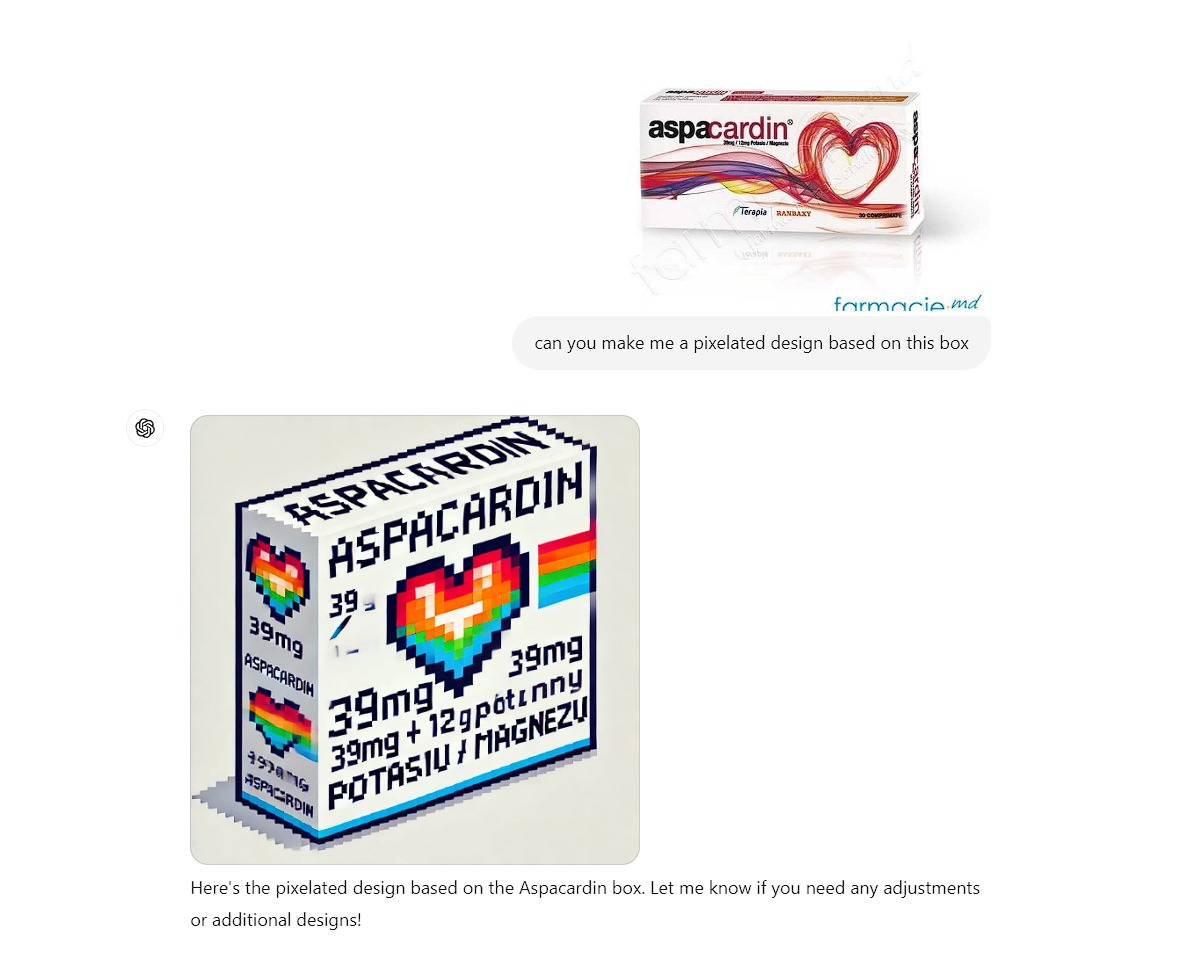 aspacardin
aspacardin®
39mg / 12mg Potasiu / Magneziu
aspacardin
Terapia RANBAXY
30 COMPRIMATE
farmacie.md
can you make me a pixelated design based on this box
ASPACARDIN
ASPACARDIN
39
39mg
39mg
ASPACARDIN
39mg
39mg + 12g potinny
POTASIU / MAGNEZU
ASPACARDIN
Here's the pixelated design based on the Aspacardin box. Let me know if you need any adjustments
or additional designs!